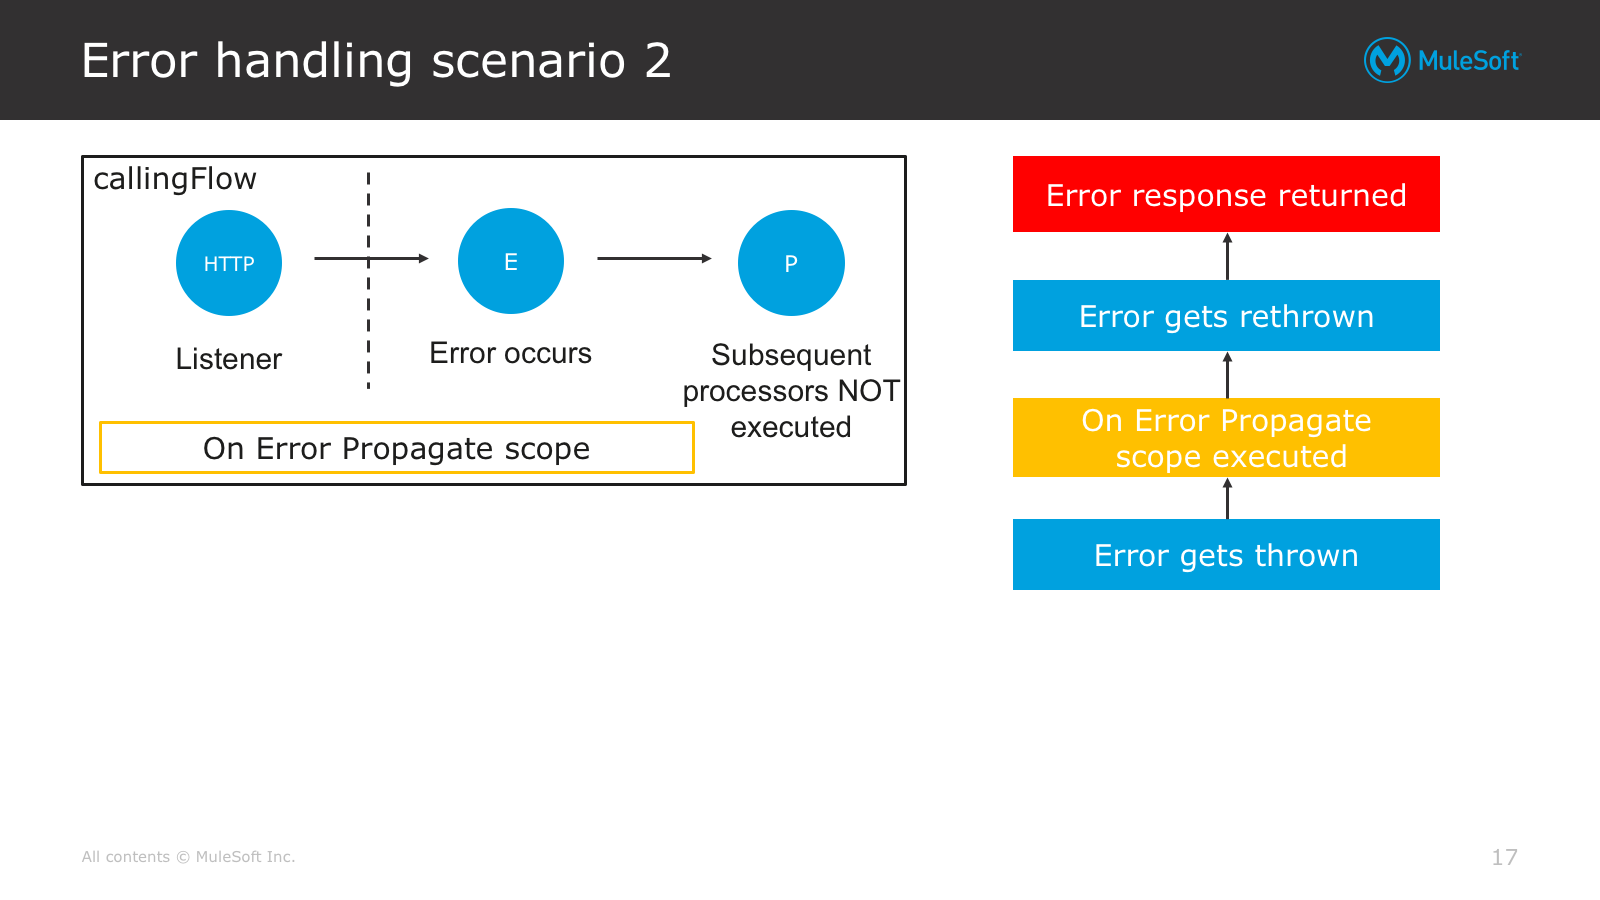 Error handling scenario 2
MuleSoft
callingFlow
HTTP
E
P
Listener
Error occurs
Subsequent
processors NOT
executed
On Error Propagate scope
Error response returned
Error gets rethrown
On Error Propagate
scope executed
Error gets thrown
All contents © MuleSoft Inc.
17